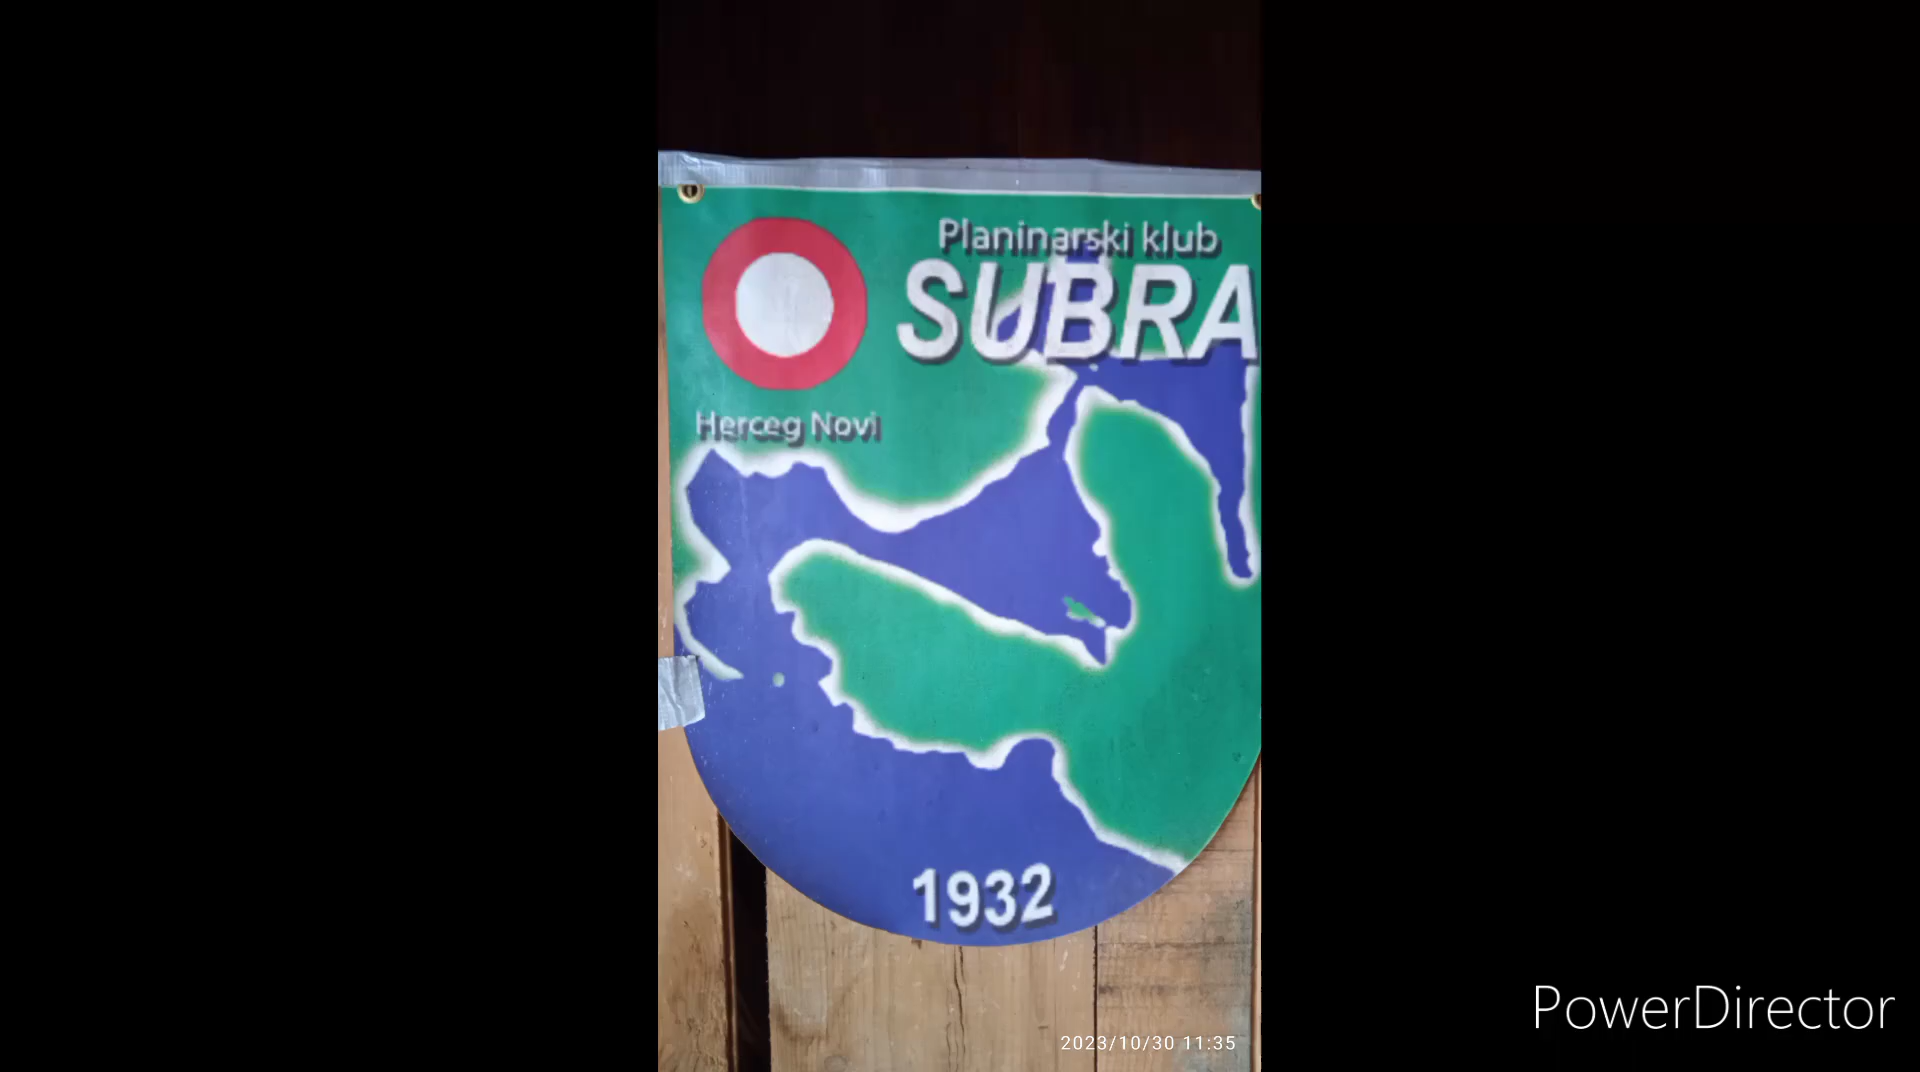 Planinarski klub
SUBRA
Herceg Novi
1932
2023/10/30 11:35
PowerDirector